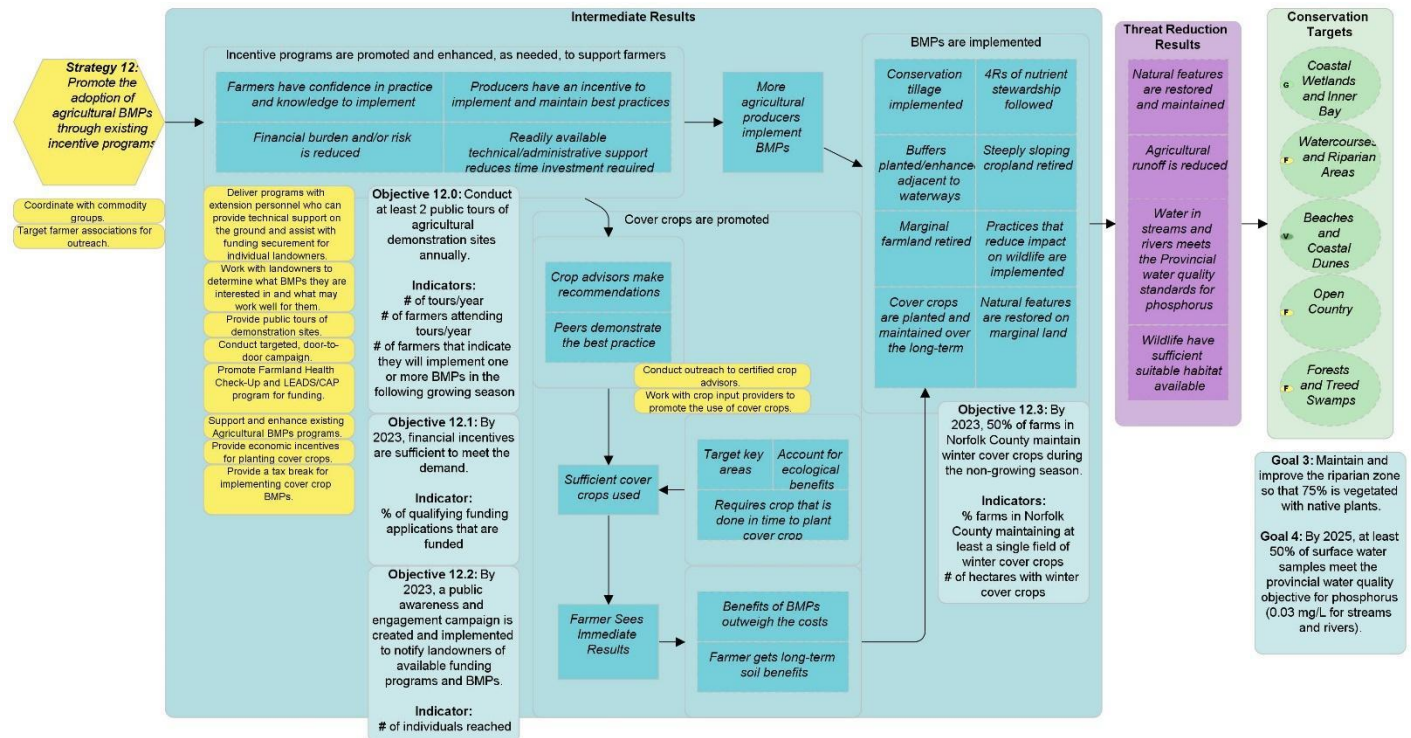 Intermediate Results
Strategy 12:
Promote the
adoption of
agricultural BMPs
through existing
incentive programs
Coordinate with commodity
groups.
Target farmer associations for
outreach.
Incentive programs are promoted and enhanced, as needed, to support farmers
Farmers have confidence in practice
and knowledge to implement
Producers have an incentive to
implement and maintain best practices
Financial burden and/or risk
is reduced
Readily available
technical/administrative support
reduces time investment required
Deliver programs with
extension personnel who can
provide technical support on
the ground and assist with
funding securement for
individual landowners.
Work with landowners to
determine what BMPs they are
interested in and what may
work well for them.
Provide public tours of
demonstration sites.
Conduct targeted, door-to-
door campaign.
Promote Farmland Health
Check-Up and LEADS/CAP
program for funding.
Support and enhance existing
Agricultural BMPs programs.
Provide economic incentives
for planting cover crops.
Provide a tax break for
implementing cover crop
BMPs.
Objective 12.0: Conduct
at least 2 public tours of
agricultural
demonstration sites
annually.
Indicators:
# of tours/year
# of farmers attending
tours/year
# of farmers that indicate
they will implement one
or more BMPs in the
following growing season
Objective 12.1: By
2023, financial incentives
are sufficient to meet the
demand.
Indicator:
% of qualifying funding
applications that are
funded
Objective 12.2: By
2023, a public
awareness and
engagement campaign is
created and implemented
to notify landowners of
available funding
programs and BMPs.
Indicator:
# of individuals reached
More
agricultural
producers
implement
BMPs
Cover crops are promoted
Crop advisors make
recommendations
Peers demonstrate
the best practice
Conduct outreach to certified crop
advisors.
Work with crop input providers to
promote the use of cover crops.
Sufficient cover
crops used
Target key
areas
Account for
ecological
benefits
Requires crop that is
done in time to plant
cover crop
Farmer Sees
Immediate
Results
Benefits of BMPs
outweigh the costs
Farmer gets long-term
soil benefits
BMPs are implemented
Conservation
tillage
implemented
4Rs of nutrient
stewardship
followed
Buffers
planted/enhanced
adjacent to
waterways
Steeply sloping
cropland retired
Marginal
farmland retired
Practices that
reduce impact
on wildlife are
implemented
Cover crops
are planted and
maintained over
the long-term
Natural features
are restored on
marginal land
Objective 12.3: By
2023, 50% of farms in
Norfolk County maintain
winter cover crops during
the non-growing season.
Indicators:
% farms in Norfolk
County maintaining at
least a single field of
winter cover crops
# of hectares with winter
cover crops
Threat Reduction
Results
Natural features
are restored
and maintained
Agricultural
runoff is reduced
Water in
streams and
rivers meets
the Provincial
water quality
standards for
phosphorus
Wildlife have
sufficient
suitable habitat
available
Conservation
Targets
G
Coastal
Wetlands
and Inner
Bay
F
Watercourses
and Riparian
Areas
V
Beaches
and
Coastal
Dunes
F
Open
Country
F
Forests
and Treed
Swamps
Goal 3: Maintain and
improve the riparian zone
so that 75% is vegetated
with native plants.
Goal 4: By 2025, at least
50% of surface water
samples meet the
provincial water quality
objective for phosphorus
(0.03 mg/L for streams
and rivers).